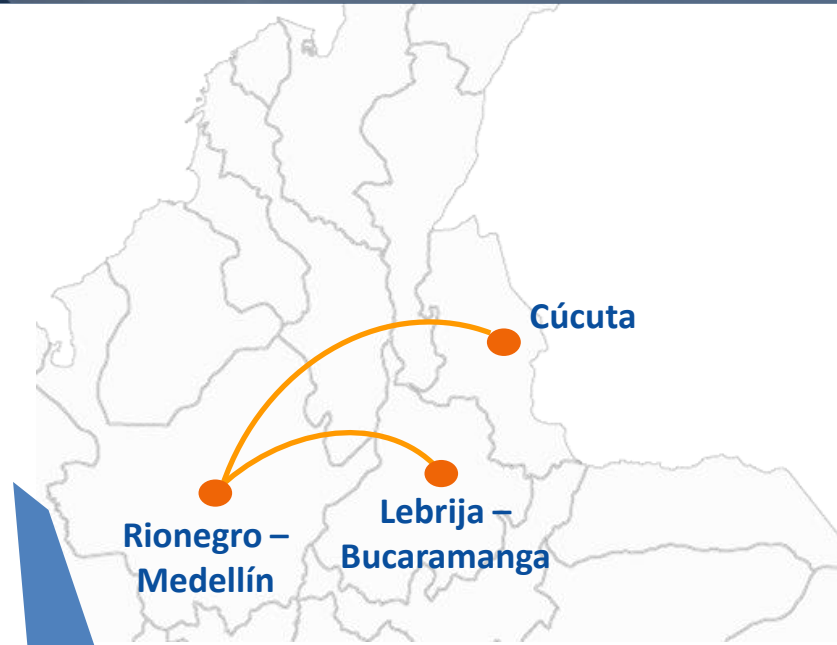 Cúcuta
Rionegro –
Medellín
Lebrija –
Bucaramanga